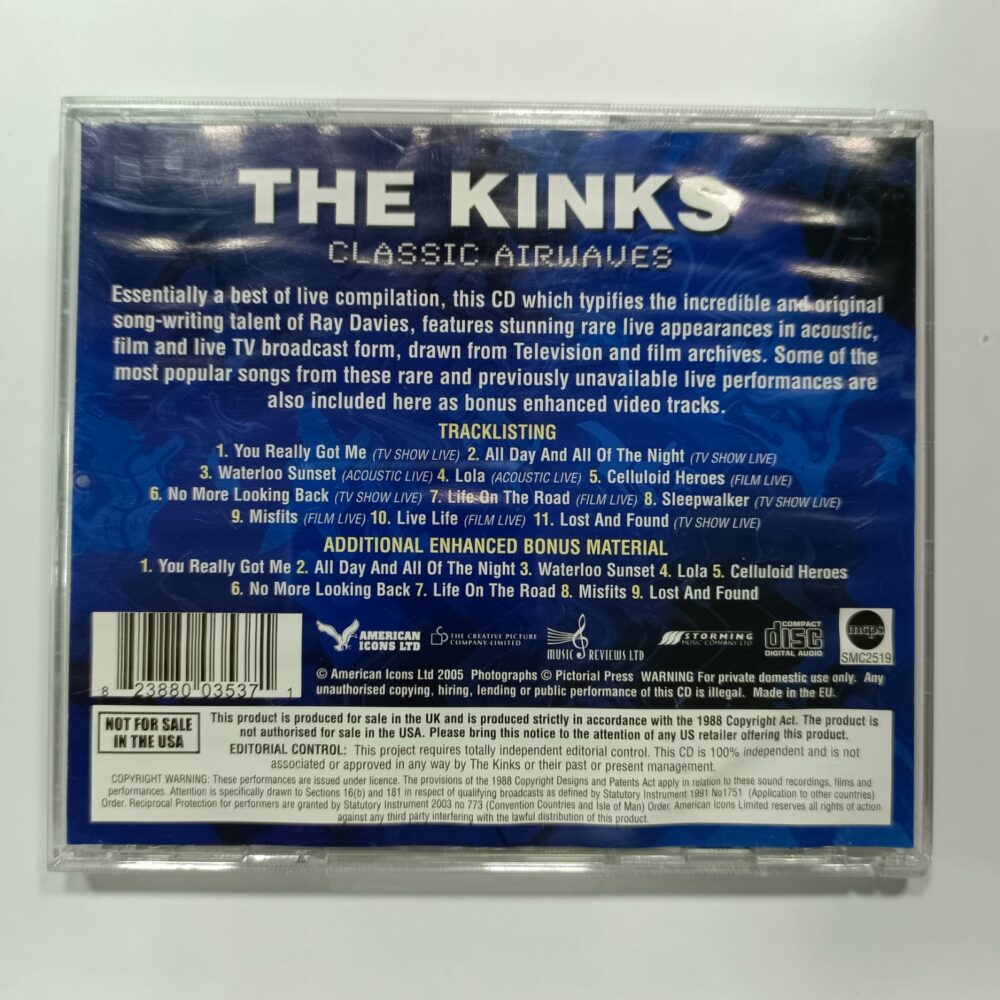 THE KINKS
CLASSIC AIRWAVES
Essentially a best of live compilation, this CD which typifies the incredible and original
song-writing talent of Ray Davies, features stunning rare live appearances in acoustic,
film and live TV broadcast form, drawn from Television and film archives. Some of the
most popular songs from these rare and previously unavailable live performances are
also included here as bonus enhanced video tracks.
TRACKLISTING
1. You Really Got Me (TV SHOW LIVE) 2. All Day And All Of The Night (TV SHOW LIVE)
3. Waterloo Sunset (ACOUSTIC LIVE) 4. Lola (ACOUSTIC LIVE) 5. Celluloid Heroes (FILM LIVE)
6. No More Looking Back (TV SHOW LIVE) 7. Life On The Road (FILM LIVE) 8. Sleepwalker (TV SHOW LIVE)
9. Misfits (FILM LIVE) 10. Live Life (FILM LIVE) 11. Lost And Found (TV SHOW LIVE)
ADDITIONAL ENHANCED BONUS MATERIAL
1. You Really Got Me 2. All Day And All Of The Night 3. Waterloo Sunset 4. Lola 5. Celluloid Heroes
6. No More Looking Back 7. Life On The Road 8. Misfits 9. Lost And Found
8 23880 03537 1
AMERICAN
ICONS LTD
THE CREATIVE PICTURE
COMPANY LIMITED
MUSIC REVIEWS LTD
STORMING
MUSIC COMPANY LTD
COMPACT
disc
DIGITAL AUDIO
mcps
SMC2519
© American Icons Ltd 2005 Photographs © Pictorial Press WARNING For private domestic use only. Any
unauthorised copying, hiring, lending or public performance of this CD is illegal. Made in the EU.
NOT FOR SALE
IN THE USA
This product is produced for sale in the UK and is produced strictly in accordance with the 1988 Copyright Act. The product is
not authorised for sale in the USA. Please bring this notice to the attention of any US retailer offering this product.
EDITORIAL CONTROL: This project requires totally independent editorial control. This CD is 100% independent and is not
associated or approved in any way by The Kinks or their past or present management.
COPYRIGHT WARNING: These performances are issued under licence. The provisions of the 1988 Copyright Designs and Patents Act apply in relation to these sound recordings, films and
performances. Attention is specifically drawn to Sections 16(b) and 181 in respect of qualifying broadcasts as defined by Statutory Instrument 1991 No1751 (Application to other countries)
Order. Reciprocal Protection for performers are granted by Statutory Instrument 2003 no 773 (Convention Countries and Isle of Man) Order. American Icons Limited reserves all rights of action
against any third party interfering with the lawful distribution of this product.